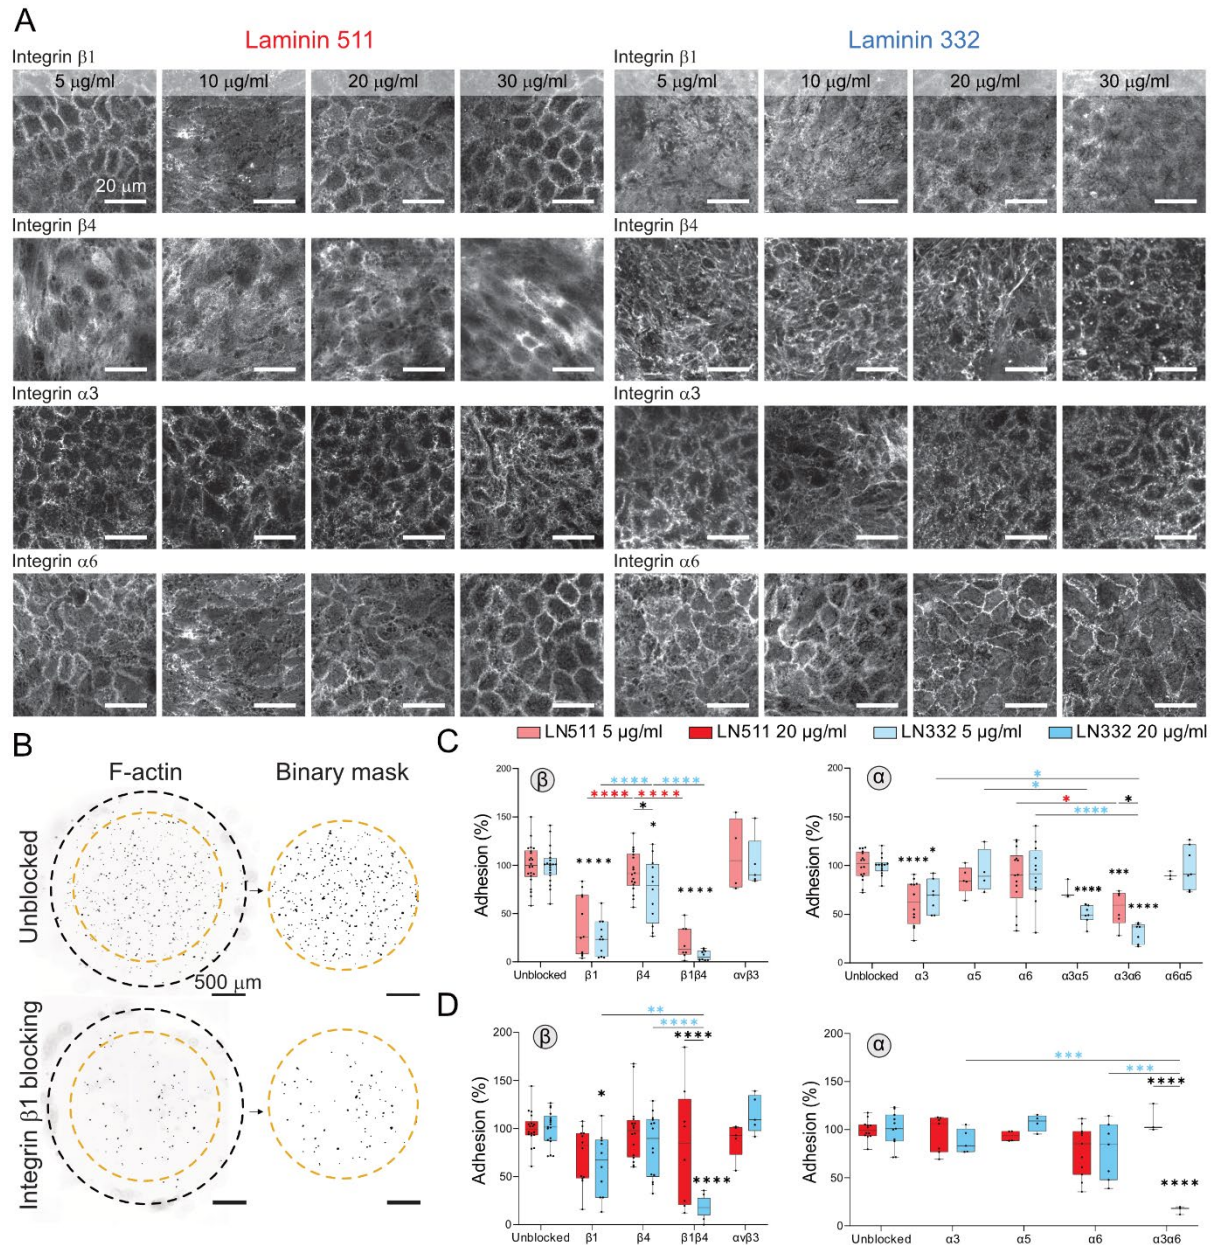 A
Laminin 511
Laminin 332
Integrin β1
Integrin β1
5 μg/ml
10 μg/ml
20 μg/ml
30 μg/ml
5 μg/ml
10 μg/ml
20 μg/ml
30 μg/ml
20 μm
Integrin β4
Integrin β4
Integrin α3
Integrin α3
Integrin α6
Integrin α6
LN511 5 μg/ml
LN511 20 μg/ml
LN332 5 μg/ml
LN332 20 μg/ml
B
F-actin
Binary mask
Unblocked
500 μm
Integrin β1 blocking
C
β
Adhesion (%)
200
150
100
50
0
**** ****
**** ****
*
*
****
****
Unblocked
β1
β4
β1β4
αvβ3
α
Adhesion (%)
200
150
100
50
0
*
*
* *
****
****
*
****
***
****
Unblocked
α3
α5
α6
α3α5
α3α6
α6α5
D
β
Adhesion (%)
200
150
100
50
0
**
****
****
*
****
Unblocked
β1
β4
β1β4
αvβ3
α
Adhesion (%)
200
150
100
50
0
***
***
****
****
Unblocked
α3
α5
α6
α3α6